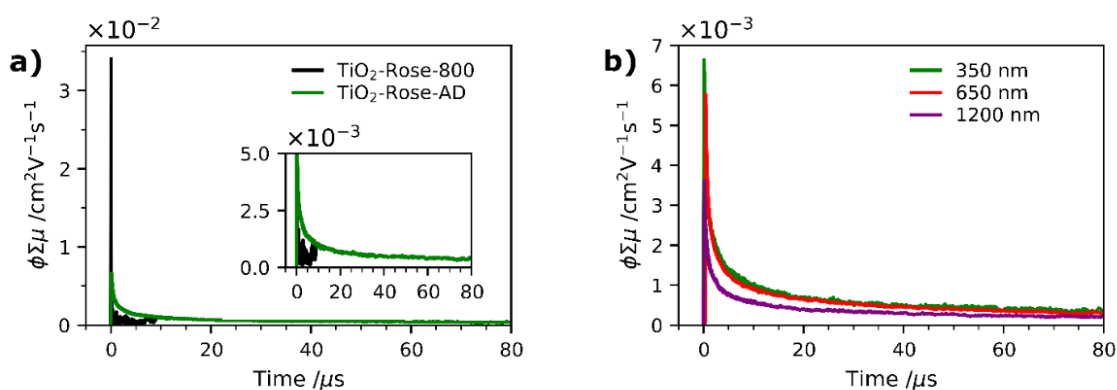 a)
×10⁻²
ϕΣμ /cm²V⁻¹s⁻¹
3
2
1
0
TiO₂-Rose-800
TiO₂-Rose-AD
×10⁻³
5.0
2.5
0.0
0 20 40 60 80
0 20 40 60 80
Time /μs
b)
×10⁻³
ϕΣμ /cm²V⁻¹s⁻¹
7
6
5
4
3
2
1
0
350 nm
650 nm
1200 nm
0 20 40 60 80
Time /μs